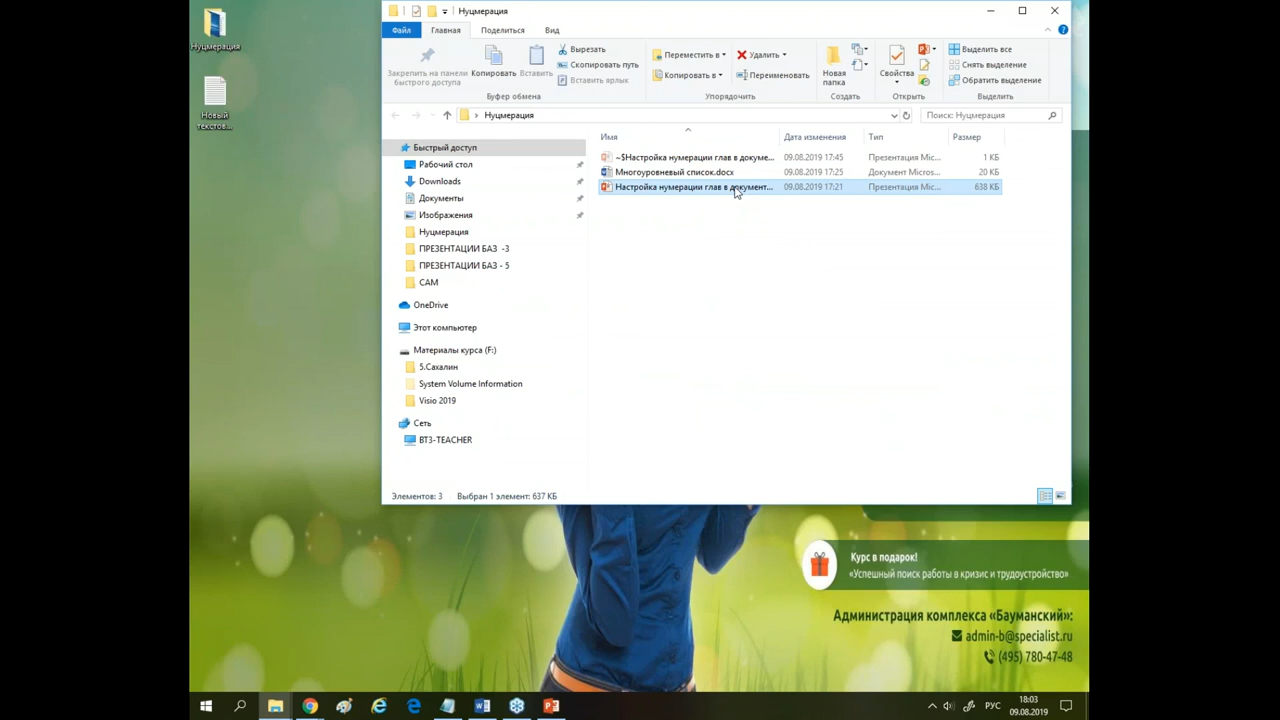 Нуцмерация
Новый
текстов...
Нуцмерация
Файл
Главная
Поделиться
Вид
Закрепить на панели
быстрого доступа
Копировать
Вставить
Вырезать
Скопировать путь
Вставить ярлык
Буфер обмена
Переместить в
Копировать в
Удалить
Переименовать
Упорядочить
Новая
папка
Создать
Свойства
Открыть
Выделить все
Снять выделение
Обратить выделение
Выделить
Нуцмерация
Поиск: Нуцмерация
Имя
Дата изменения
Тип
Размер
~$Настройка нумерации глав в докуме... 09.08.2019 17:45 Презентация Mic... 1 КБ
Многоуровневый список.docx 09.08.2019 17:25 Документ Micros... 20 КБ
Настройка нумерации глав в документ... 09.08.2019 17:21 Презентация Mic... 638 КБ
Быстрый доступ
Рабочий стол
Downloads
Документы
Изображения
Нуцмерация
ПРЕЗЕНТАЦИИ БАЗ -3
ПРЕЗЕНТАЦИИ БАЗ - 5
САМ
OneDrive
Этот компьютер
Материалы курса (F:)
5.Сахалин
System Volume Information
Visio 2019
Сеть
BT3-TEACHER
Элементов: 3
Выбран 1 элемент: 637 КБ
Курс в подарок!
«Успешный поиск работы в кризис и трудоустройство»
Администрация комплекса «Бауманский»:
admin-b@specialist.ru
(495) 780-47-48
РУС
18:03
09.08.2019